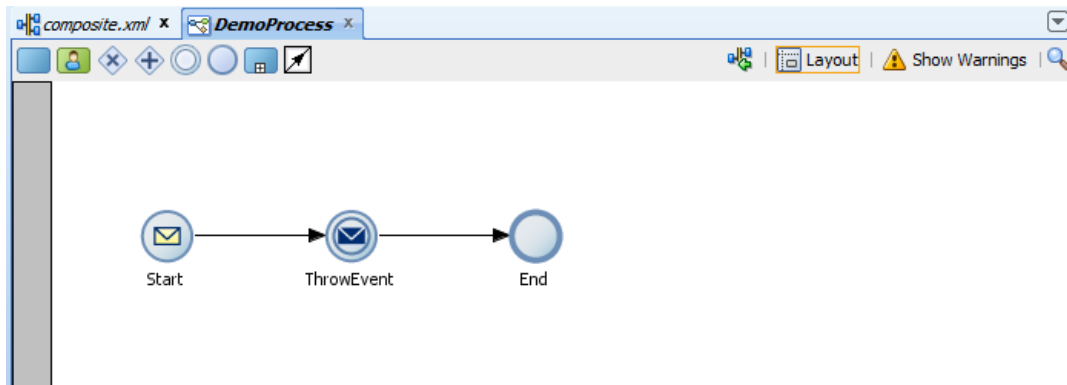 composite.xml x DemoProcess x
Layout Show Warnings
Start ThrowEvent End